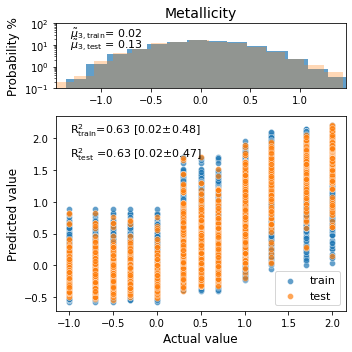 Metallicity
Probability %
10² 10¹ 10⁰ 10⁻¹
μ̃₃,train= 0.02
μ̃₃,test = 0.13
−1.0 −0.5 0.0 0.5 1.0
Predicted value
2.0 1.5 1.0 0.5 0.0 −0.5
R²train=0.63 [0.02±0.48]
R²test =0.63 [0.02±0.47]
train
test
−1.0 −0.5 0.0 0.5 1.0 1.5 2.0
Actual value